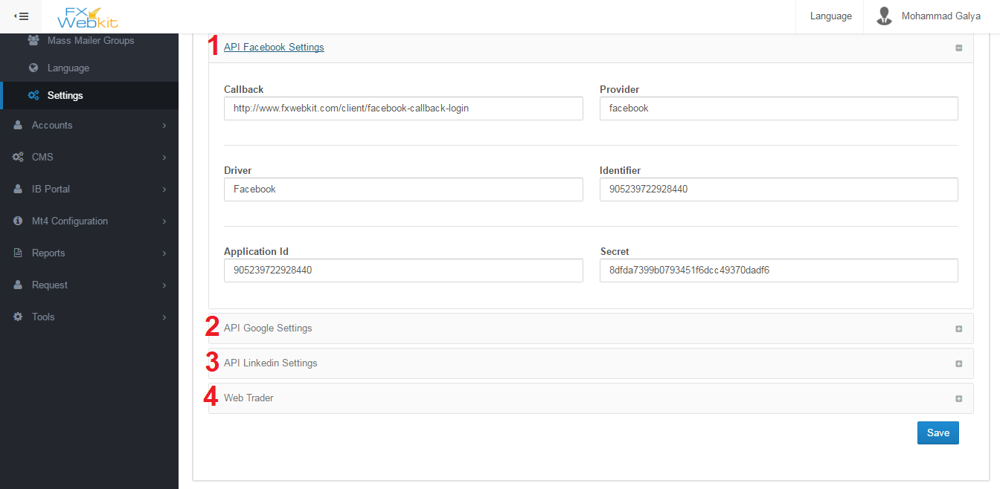 FX
Webkit
Language
Mohammad Galya
Mass Mailer Groups
Language
Settings
Accounts
CMS
IB Portal
Mt4 Configuration
Reports
Request
Tools
1 API Facebook Settings
Callback
http://www.fxwebkit.com/client/facebook-callback-login
Provider
facebook
Driver
Facebook
Identifier
905239722928440
Application Id
905239722928440
Secret
8dfda7399b0793451f6dcc49370dadf6
2 API Google Settings
3 API Linkedin Settings
4 Web Trader
Save